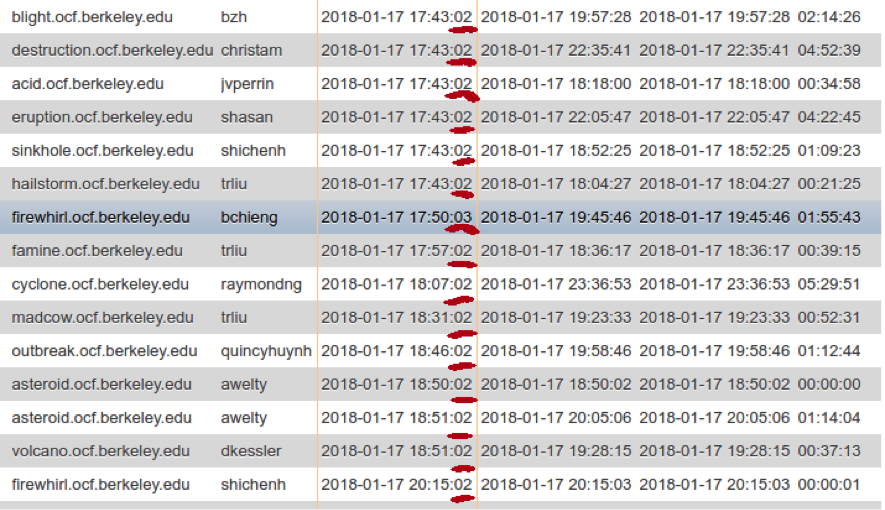 blight.ocf.berkeley.edu bzh 2018-01-17 17:43:02 2018-01-17 19:57:28 2018-01-17 19:57:28 02:14:26
destruction.ocf.berkeley.edu christam 2018-01-17 17:43:02 2018-01-17 22:35:41 2018-01-17 22:35:41 04:52:39
acid.ocf.berkeley.edu jvperrin 2018-01-17 17:43:02 2018-01-17 18:18:00 2018-01-17 18:18:00 00:34:58
eruption.ocf.berkeley.edu shasan 2018-01-17 17:43:02 2018-01-17 22:05:47 2018-01-17 22:05:47 04:22:45
sinkhole.ocf.berkeley.edu shichenh 2018-01-17 17:43:02 2018-01-17 18:52:25 2018-01-17 18:52:25 01:09:23
hailstorm.ocf.berkeley.edu trliu 2018-01-17 17:43:02 2018-01-17 18:04:27 2018-01-17 18:04:27 00:21:25
firewhirl.ocf.berkeley.edu bchieng 2018-01-17 17:50:03 2018-01-17 19:45:46 2018-01-17 19:45:46 01:55:43
famine.ocf.berkeley.edu trliu 2018-01-17 17:57:02 2018-01-17 18:36:17 2018-01-17 18:36:17 00:39:15
cyclone.ocf.berkeley.edu raymondng 2018-01-17 18:07:02 2018-01-17 23:36:53 2018-01-17 23:36:53 05:29:51
madcow.ocf.berkeley.edu trliu 2018-01-17 18:31:02 2018-01-17 19:23:33 2018-01-17 19:23:33 00:52:31
outbreak.ocf.berkeley.edu quincyhuynh 2018-01-17 18:46:02 2018-01-17 19:58:46 2018-01-17 19:58:46 01:12:44
asteroid.ocf.berkeley.edu awelty 2018-01-17 18:50:02 2018-01-17 18:50:02 2018-01-17 18:50:02 00:00:00
asteroid.ocf.berkeley.edu awelty 2018-01-17 18:51:02 2018-01-17 20:05:06 2018-01-17 20:05:06 01:14:04
volcano.ocf.berkeley.edu dkessler 2018-01-17 18:51:02 2018-01-17 19:28:15 2018-01-17 19:28:15 00:37:13
firewhirl.ocf.berkeley.edu shichenh 2018-01-17 20:15:02 2018-01-17 20:15:03 2018-01-17 20:15:03 00:00:01